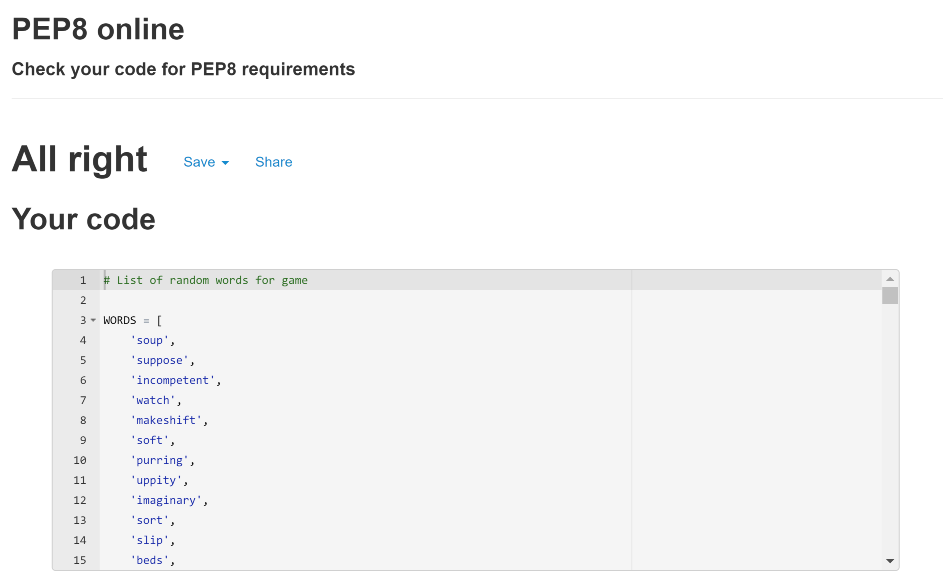 PEP8 online
Check your code for PEP8 requirements
All right Save Share
Your code
1 # List of random words for game
2
3 WORDS = [
4 'soup',
5 'suppose',
6 'incompetent',
7 'watch',
8 'makeshift',
9 'soft',
10 'purring',
11 'uppity',
12 'imaginary',
13 'sort',
14 'slip',
15 'beds',